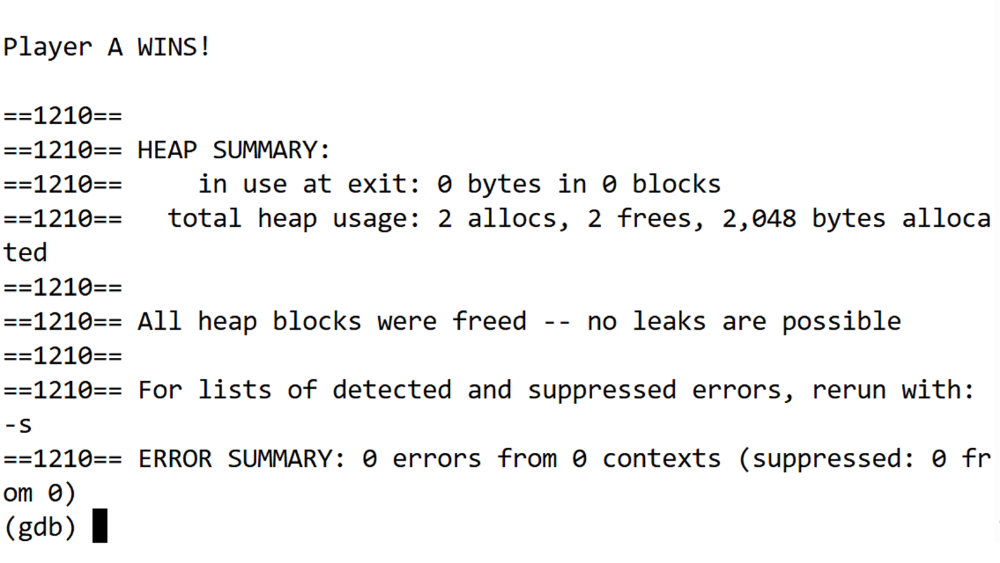 Player A WINS!
==1210==
==1210== HEAP SUMMARY:
==1210==     in use at exit: 0 bytes in 0 blocks
==1210==   total heap usage: 2 allocs, 2 frees, 2,048 bytes alloca
ted
==1210==
==1210== All heap blocks were freed -- no leaks are possible
==1210==
==1210== For lists of detected and suppressed errors, rerun with:
-s
==1210== ERROR SUMMARY: 0 errors from 0 contexts (suppressed: 0 fr
om 0)
(gdb)